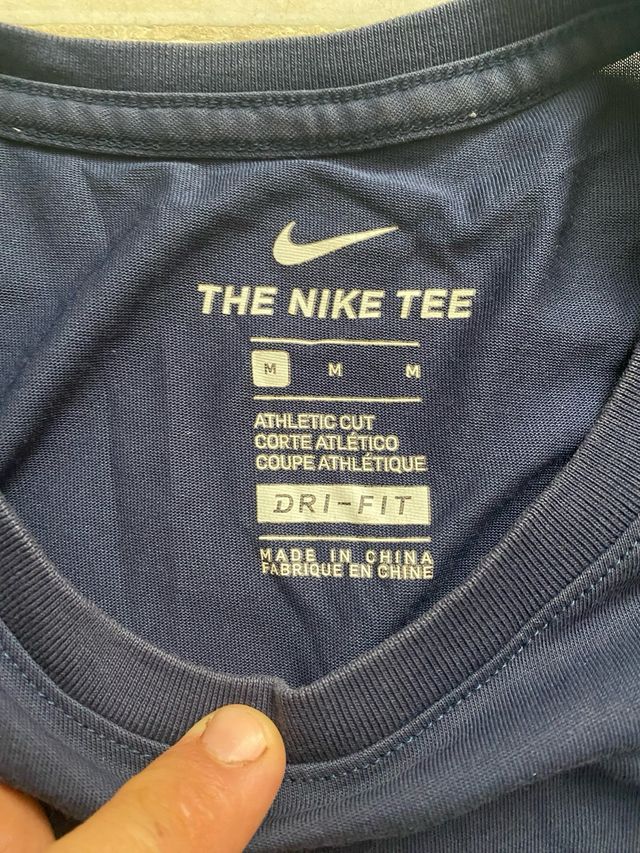 THE NIKE TEE
M M M
ATHLETIC CUT
CORTE ATLÉTICO
COUPE ATHLÉTIQUE
DRI-FIT
MADE IN CHINA
FABRIQUE EN CHINE